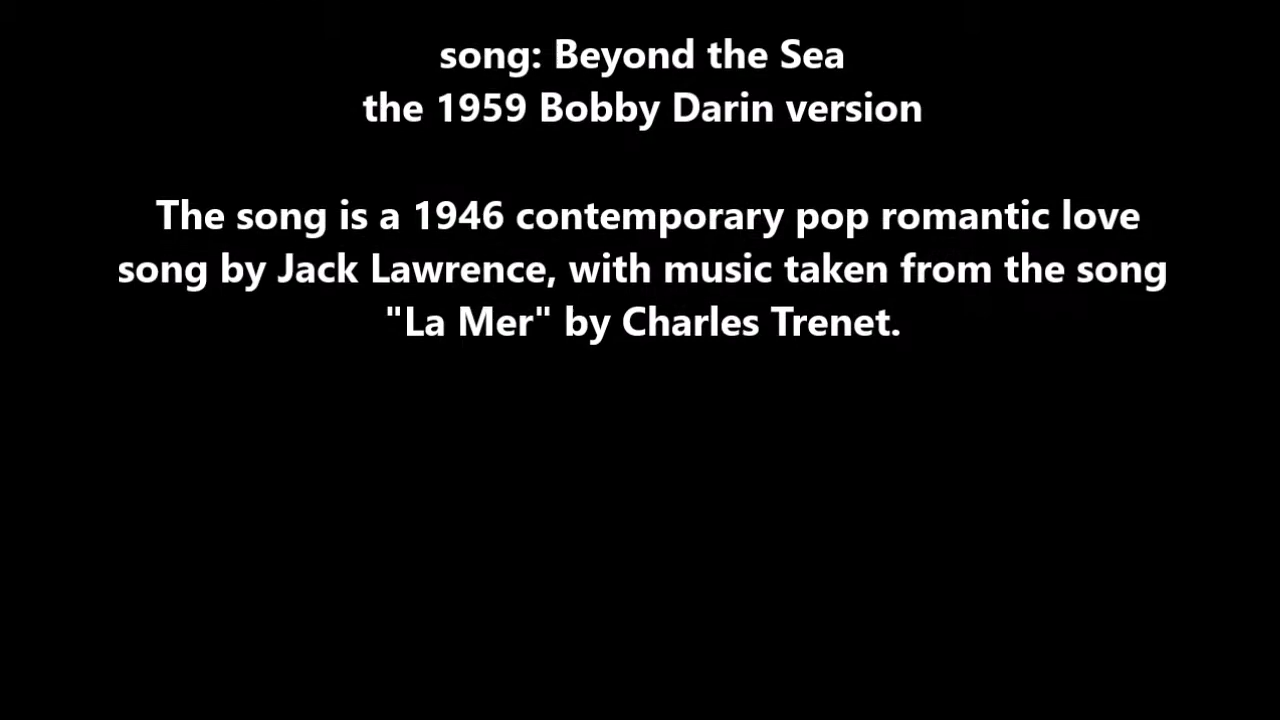 song: Beyond the Sea
the 1959 Bobby Darin version
The song is a 1946 contemporary pop romantic love
song by Jack Lawrence, with music taken from the song
"La Mer" by Charles Trenet.